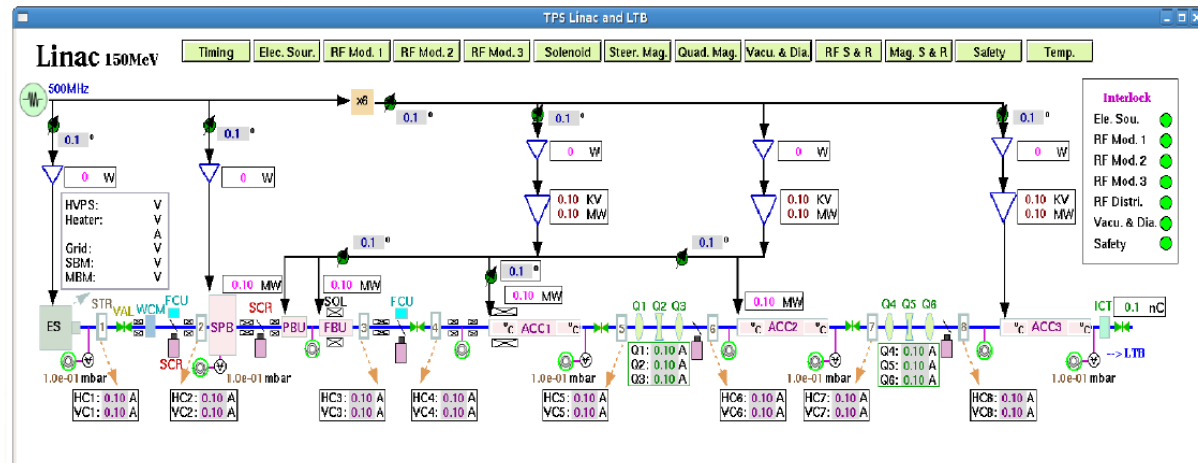 TPS Linac and LTB
Linac 150MeV
Timing Elec. Sour. RF Mod. 1 RF Mod. 2 RF Mod. 3 Solenoid Steer. Mag. Quad. Mag. Vacu. & Dia. RF S & R Mag. S & R Safety Temp.
500MHz
x6
0.1 °
0.1 °
0.1 °
0.1 °
0 W
0 W
0 W
0 W
0 W
Interlock
Ele. Sou.
RF Mod. 1
RF Mod. 2
RF Mod. 3
RF Distri.
Vacu. & Dia.
Safety
HVPS: V
Heater: V
A
Grid: V
SBM: V
MBM: V
0.10 KV
0.10 MW
0.10 KV
0.10 MW
0.10 KV
0.10 MW
0.1 °
0.1 °
0.1 °
0.10 MW
0.10 MW
0.10 MW
0.10 MW
STR
VAL
WCM
FCU
SCR
SOL
FCU
Q1 Q2 Q3
Q4 Q5 Q6
ICT
0.1 nC
ES
1
2
SPB
PBU
FBU
3
4
°C ACC1 °C
5
6
°C ACC2 °C
7
8
°C ACC3 °C
SCR
--> LTB
Q1: 0.10 A
Q2: 0.10 A
Q3: 0.10 A
Q4: 0.10 A
Q5: 0.10 A
Q6: 0.10 A
1.0e-01 mbar
1.0e-01 mbar
1.0e-01 mbar
1.0e-01 mbar
1.0e-01 mbar
HC1: 0.10 A
VC1: 0.10 A
HC2: 0.10 A
VC2: 0.10 A
HC3: 0.10 A
VC3: 0.10 A
HC4: 0.10 A
VC4: 0.10 A
HC5: 0.10 A
VC5: 0.10 A
HC6: 0.10 A
VC6: 0.10 A
HC7: 0.10 A
VC7: 0.10 A
HC8: 0.10 A
VC8: 0.10 A